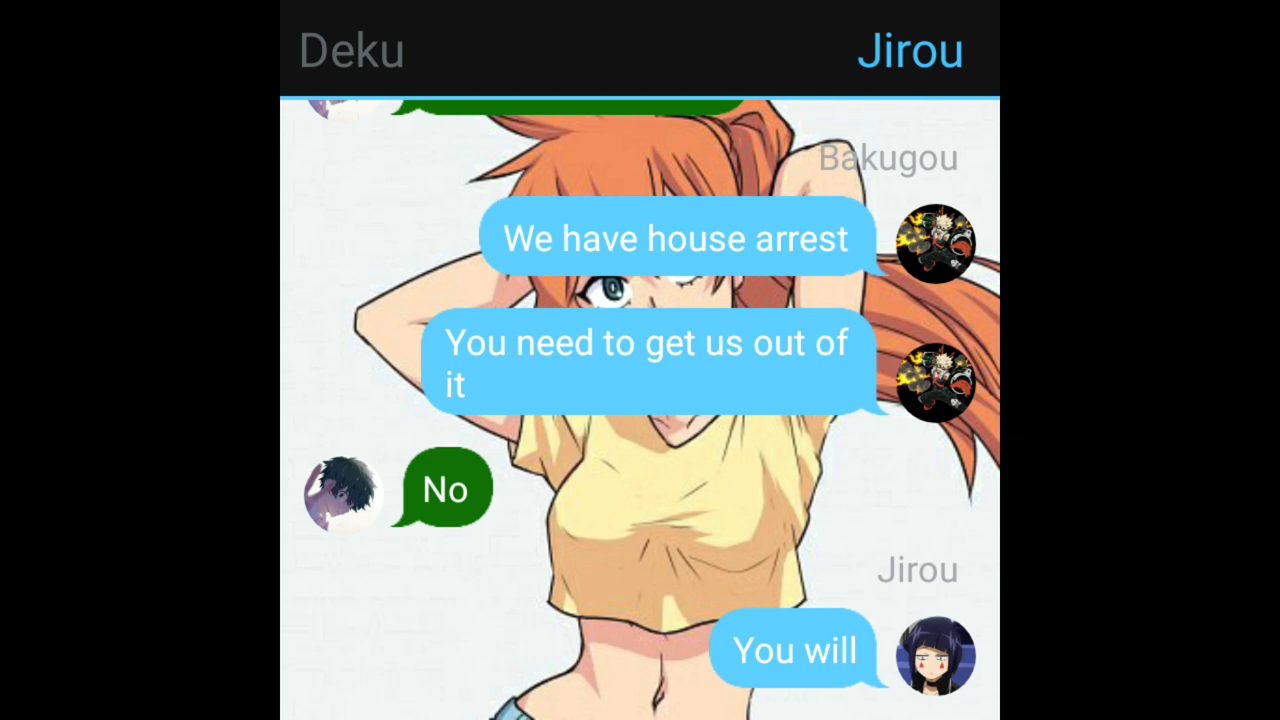 Deku
Jirou
Bakugou
We have house arrest
You need to get us out of
it
No
Jirou
You will